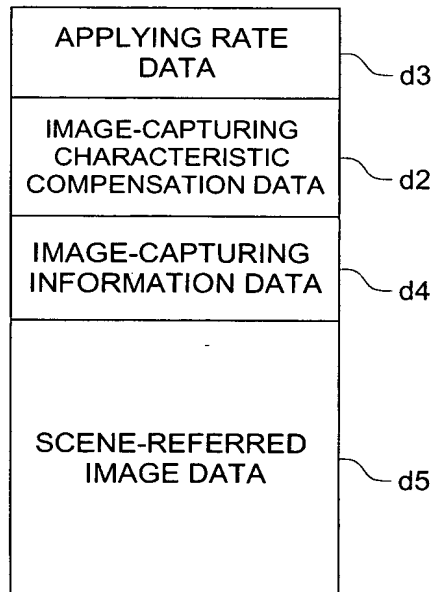 APPLYING RATE
DATA
d3
IMAGE-CAPTURING
CHARACTERISTIC
COMPENSATION DATA
d2
IMAGE-CAPTURING
INFORMATION DATA
d4
SCENE-REFERRED
IMAGE DATA
d5